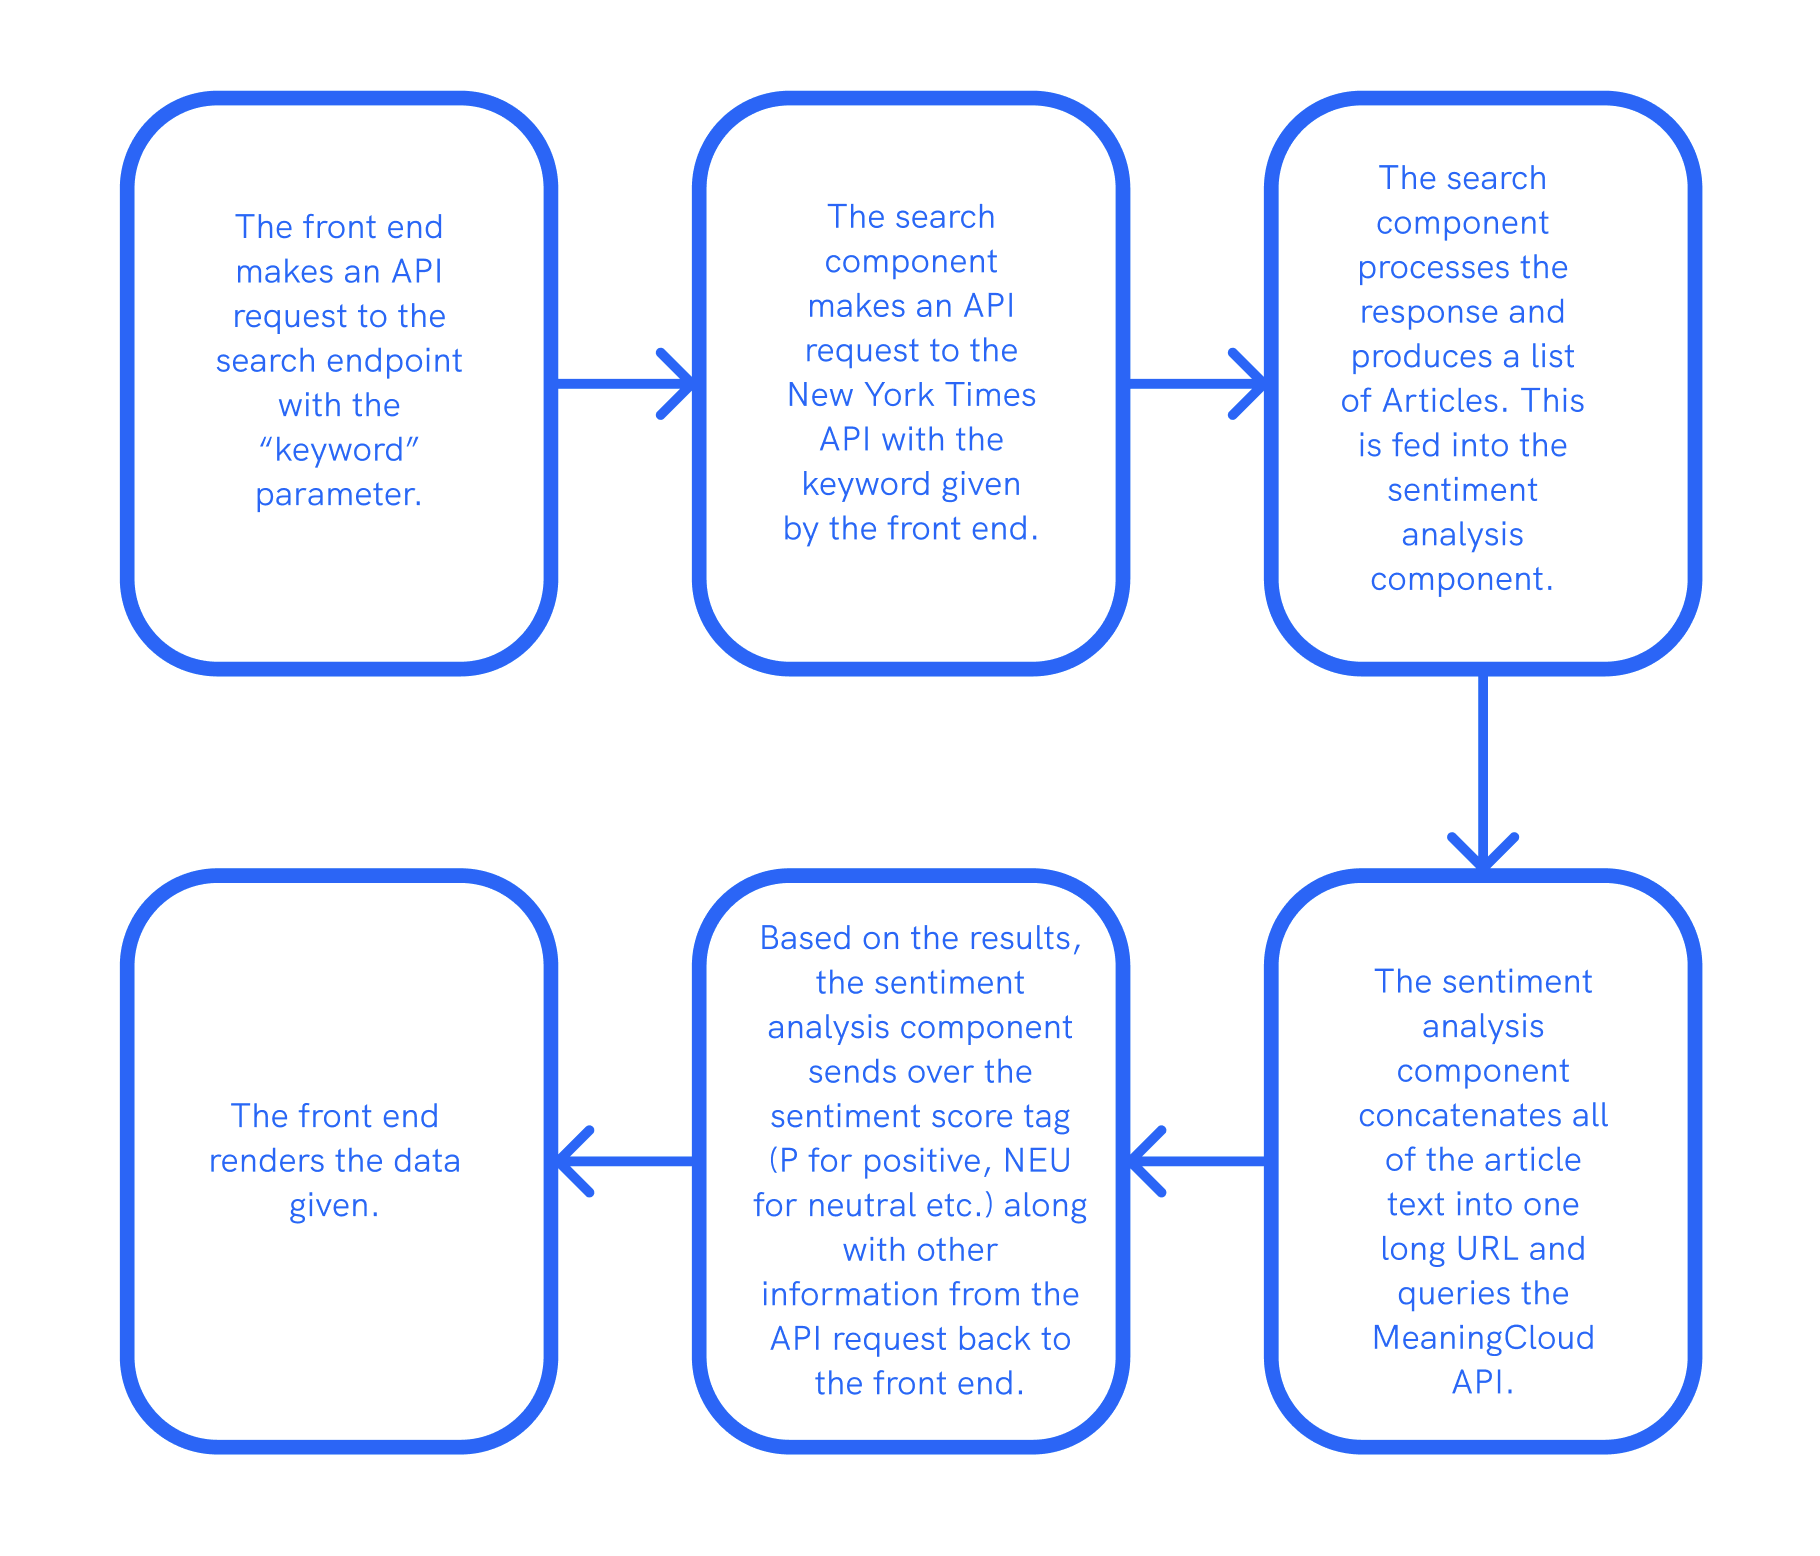 The front end
makes an API
request to the
search endpoint
with the
“keyword”
parameter.
The search
component
makes an API
request to the
New York Times
API with the
keyword given
by the front end.
The search
component
processes the
response and
produces a list
of Articles. This
is fed into the
sentiment
analysis
component.
The sentiment
analysis
component
concatenates all
of the article
text into one
long URL and
queries the
MeaningCloud
API.
Based on the results,
the sentiment
analysis component
sends over the
sentiment score tag
(P for positive, NEU
for neutral etc.) along
with other
information from the
API request back to
the front end.
The front end
renders the data
given.